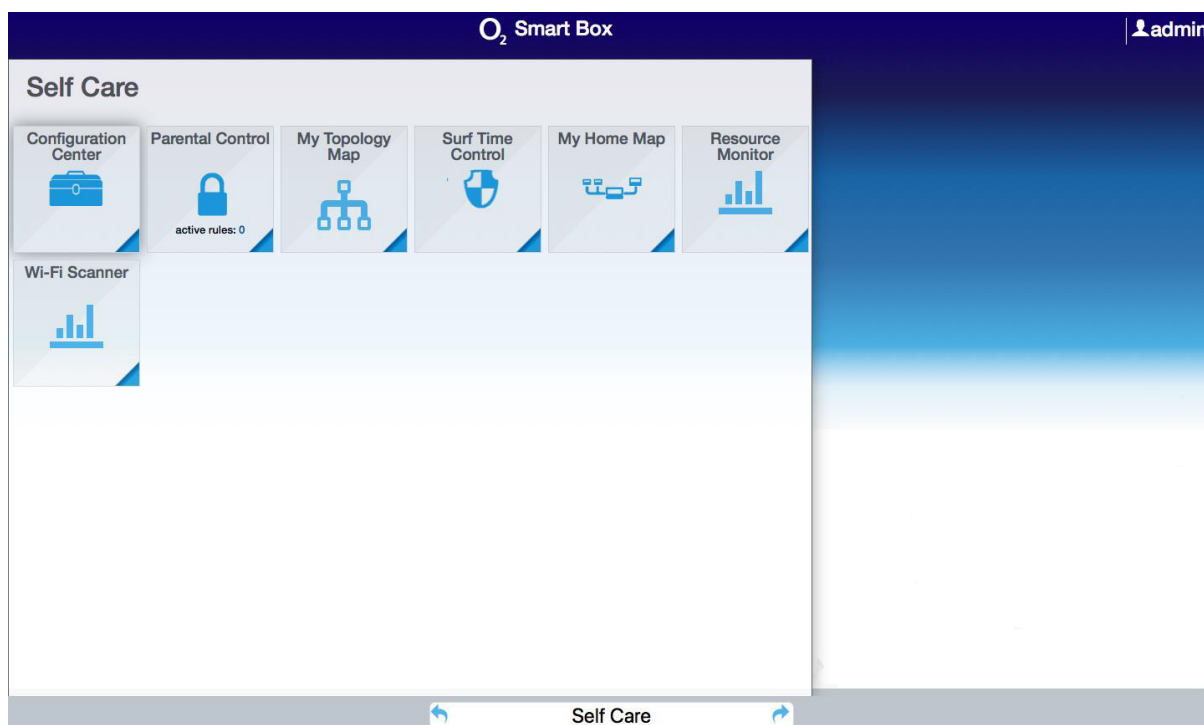 O2 Smart Box
admin
Self Care
Configuration
Center
Parental Control
active rules: 0
My Topology
Map
Surf Time
Control
My Home Map
Resource
Monitor
Wi-Fi Scanner
Self Care